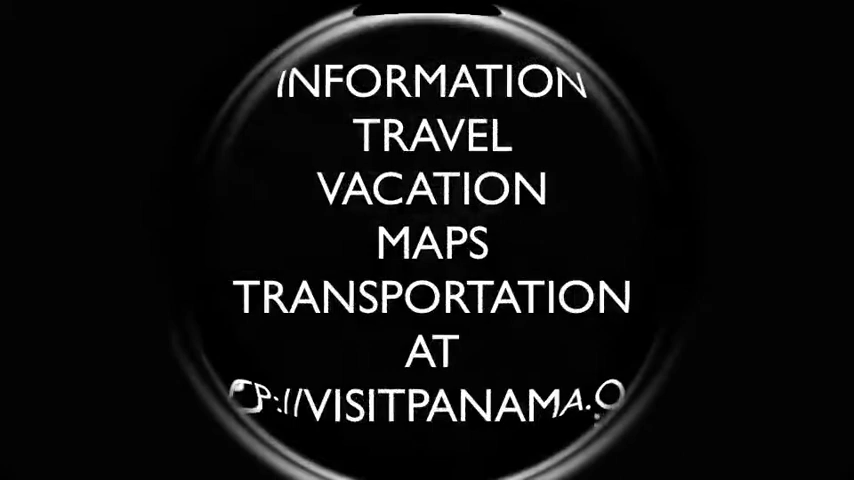 INFORMATION
TRAVEL
VACATION
MAPS
TRANSPORTATION
AT
P://VISITPANAMA.O